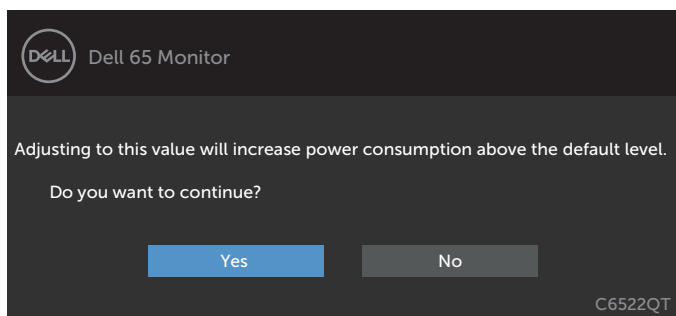 DELL
Dell 65 Monitor
Adjusting to this value will increase power consumption above the default level.
Do you want to continue?
Yes
No
C6522QT